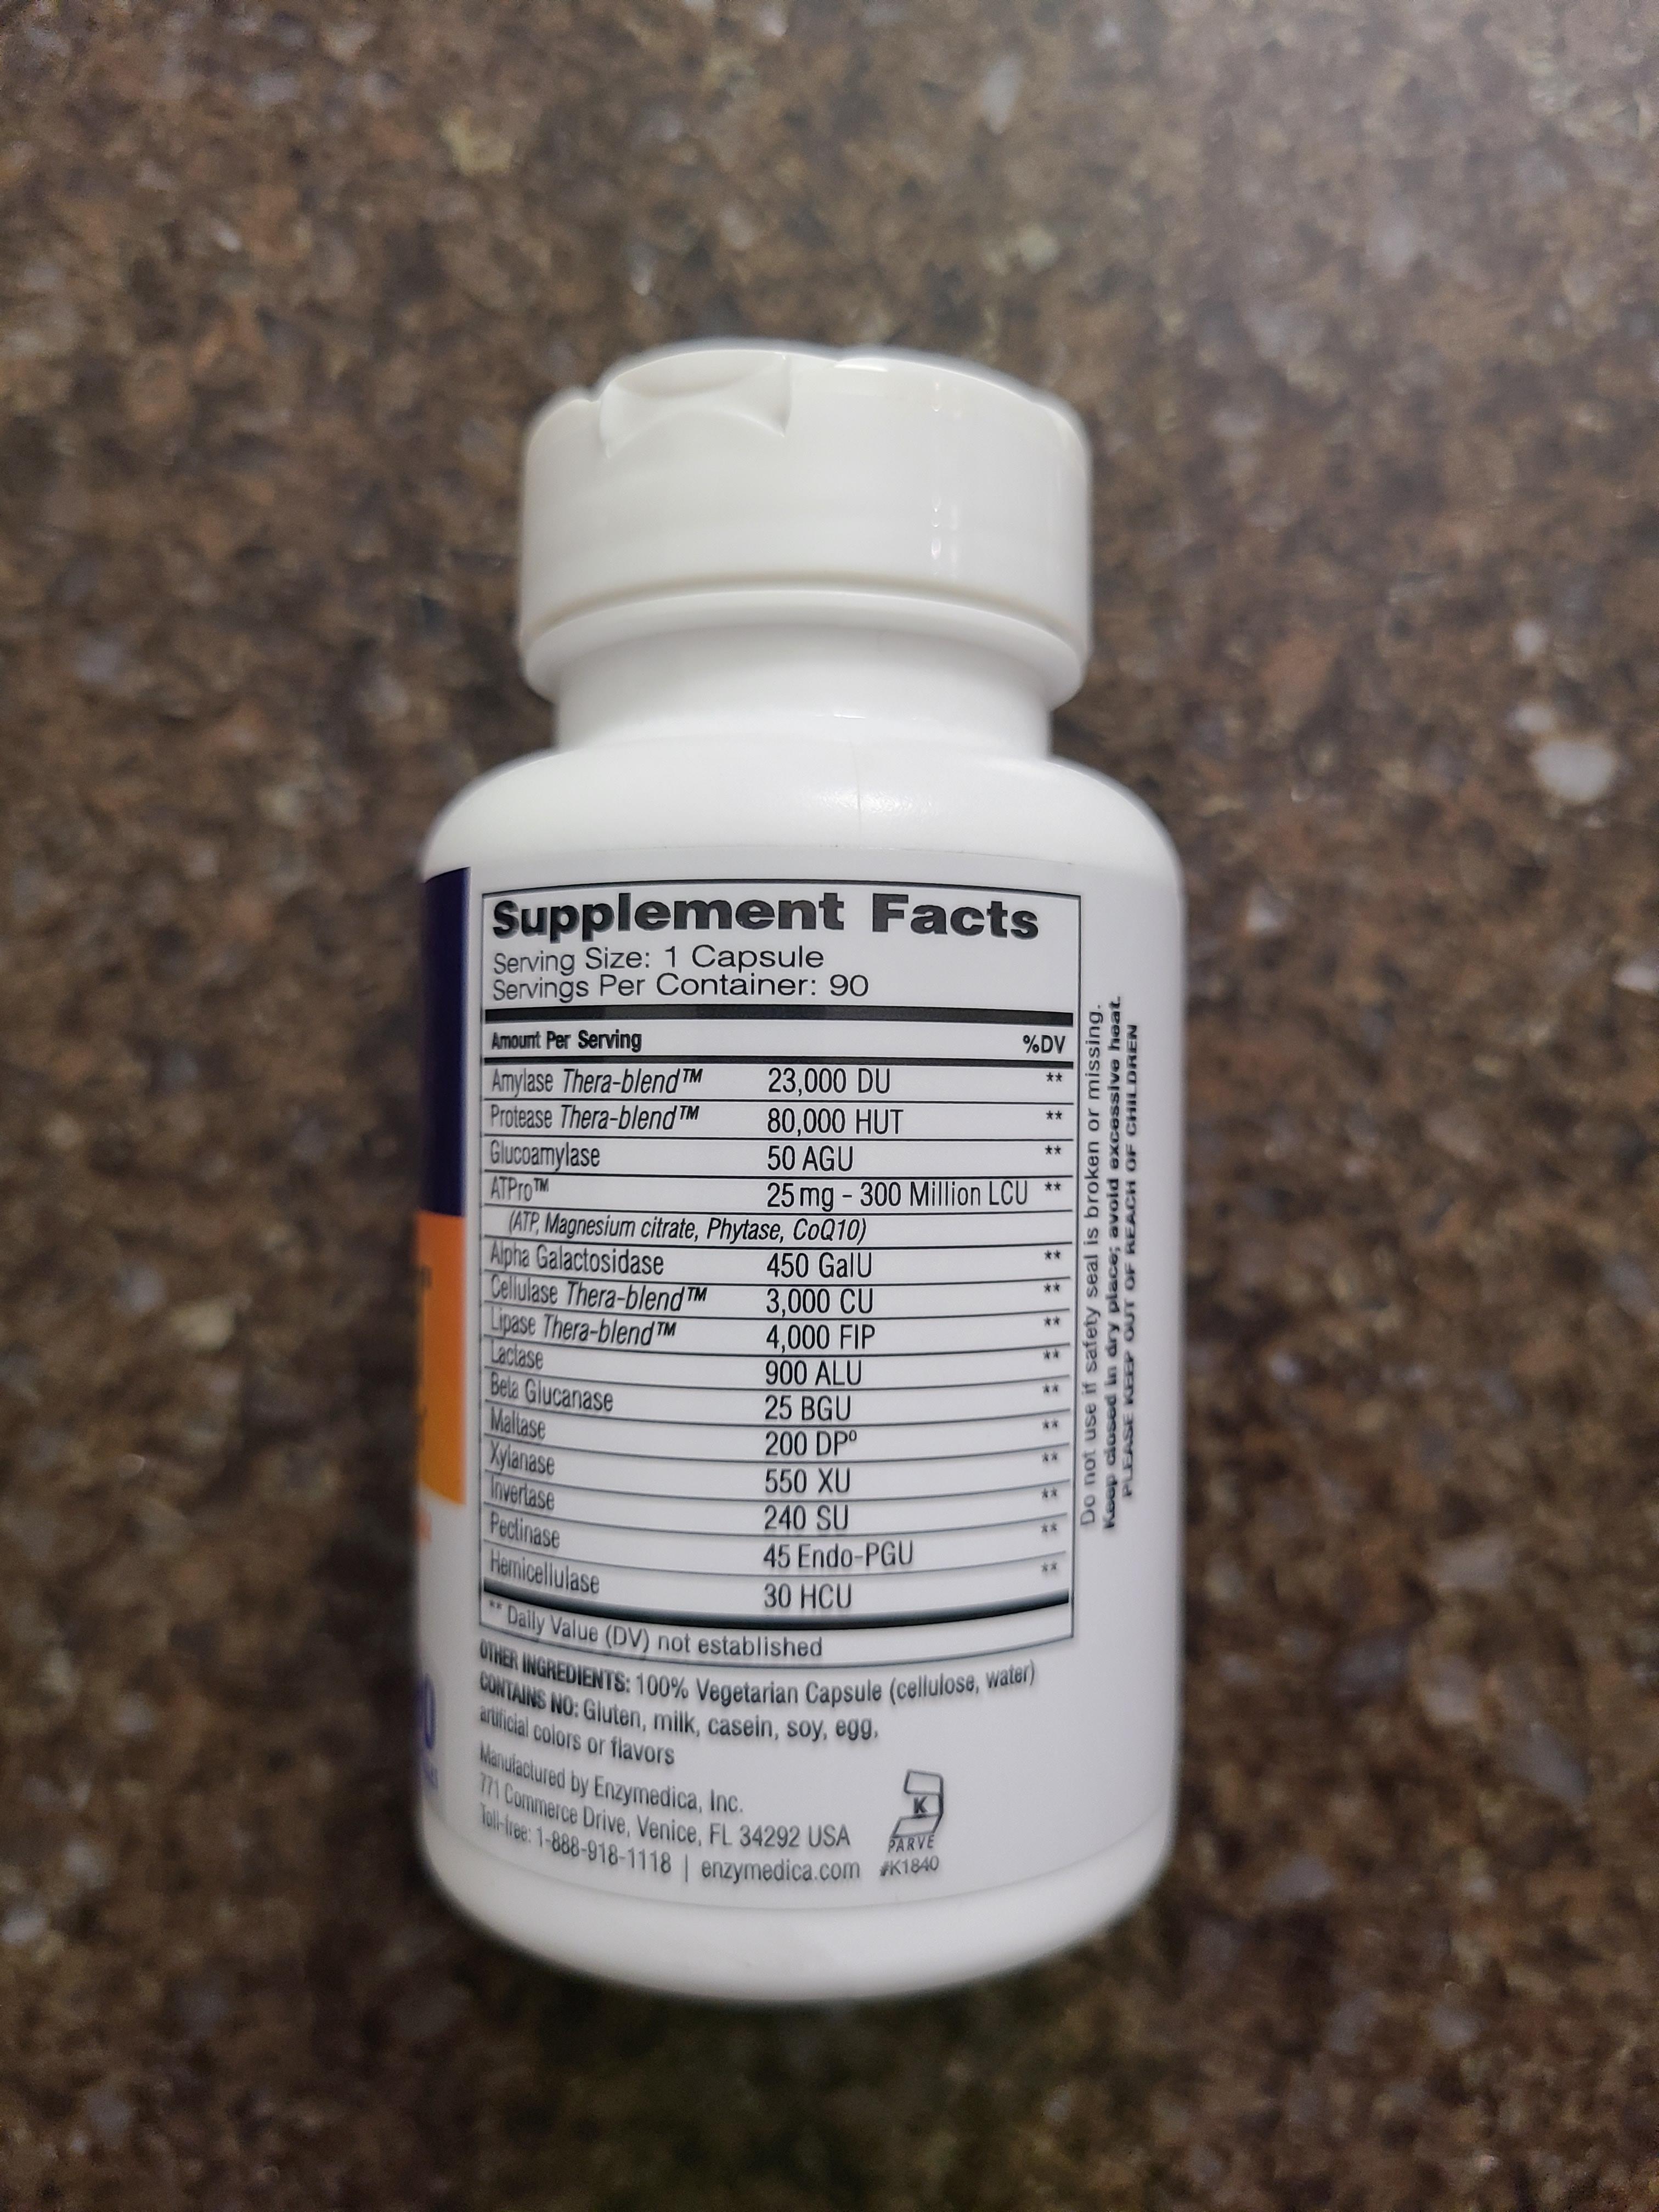 Supplement Facts
Serving Size: 1 Capsule
Servings Per Container: 90
Amount Per Serving %DV
Amylase Thera-blend™ 23,000 DU **
Protease Thera-blend™ 80,000 HUT **
Glucoamylase 50 AGU **
ATPro™ 25 mg - 300 Million LCU **
(ATP, Magnesium citrate, Phytase, CoQ10)
Alpha Galactosidase 450 GalU **
Cellulase Thera-blend™ 3,000 CU **
Lipase Thera-blend™ 4,000 FIP **
Lactase 900 ALU **
Beta Glucanase 25 BGU **
Maltase 200 DPº **
Xylanase 550 XU **
Invertase 240 SU **
Pectinase 45 Endo-PGU **
Hemicellulase 30 HCU **
** Daily Value (DV) not established
OTHER INGREDIENTS: 100% Vegetarian Capsule (cellulose, water)
CONTAINS NO: Gluten, milk, casein, soy, egg,
artificial colors or flavors
Manufactured by Enzymedica, Inc.
771 Commerce Drive, Venice, FL 34292 USA
Toll-free: 1-888-918-1118 | enzymedica.com
K
PARVE
#K1840
Do not use if safety seal is broken or missing.
Keep closed in dry place; avoid excessive heat.
PLEASE KEEP OUT OF REACH OF CHILDREN